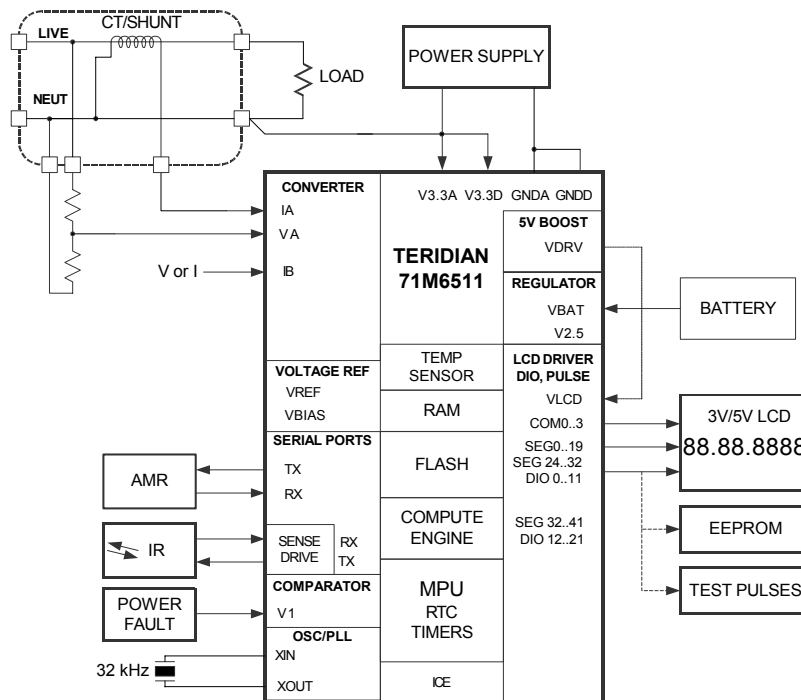 CT/SHUNT
LIVE
NEUT
LOAD
POWER SUPPLY
CONVERTER
IA
VA
IB
V or I
V3.3A V3.3D GNDA GNDD
TERIDIAN
71M6511
5V BOOST
VDRV
REGULATOR
VBAT
V2.5
BATTERY
VOLTAGE REF
VREF
VBIAS
TEMP
SENSOR
RAM
LCD DRIVER
DIO, PULSE
VLCD
COM0..3
SEG0..19
SEG 24..32
DIO 0..11
SEG 32..41
DIO 12..21
3V/5V LCD
88.88.8888
EEPROM
TEST PULSES
SERIAL PORTS
TX
RX
AMR
FLASH
IR
SENSE
DRIVE
RX
TX
COMPUTE
ENGINE
COMPARATOR
V1
POWER
FAULT
MPU
RTC
TIMERS
OSC/PLL
XIN
XOUT
32 kHz
ICE